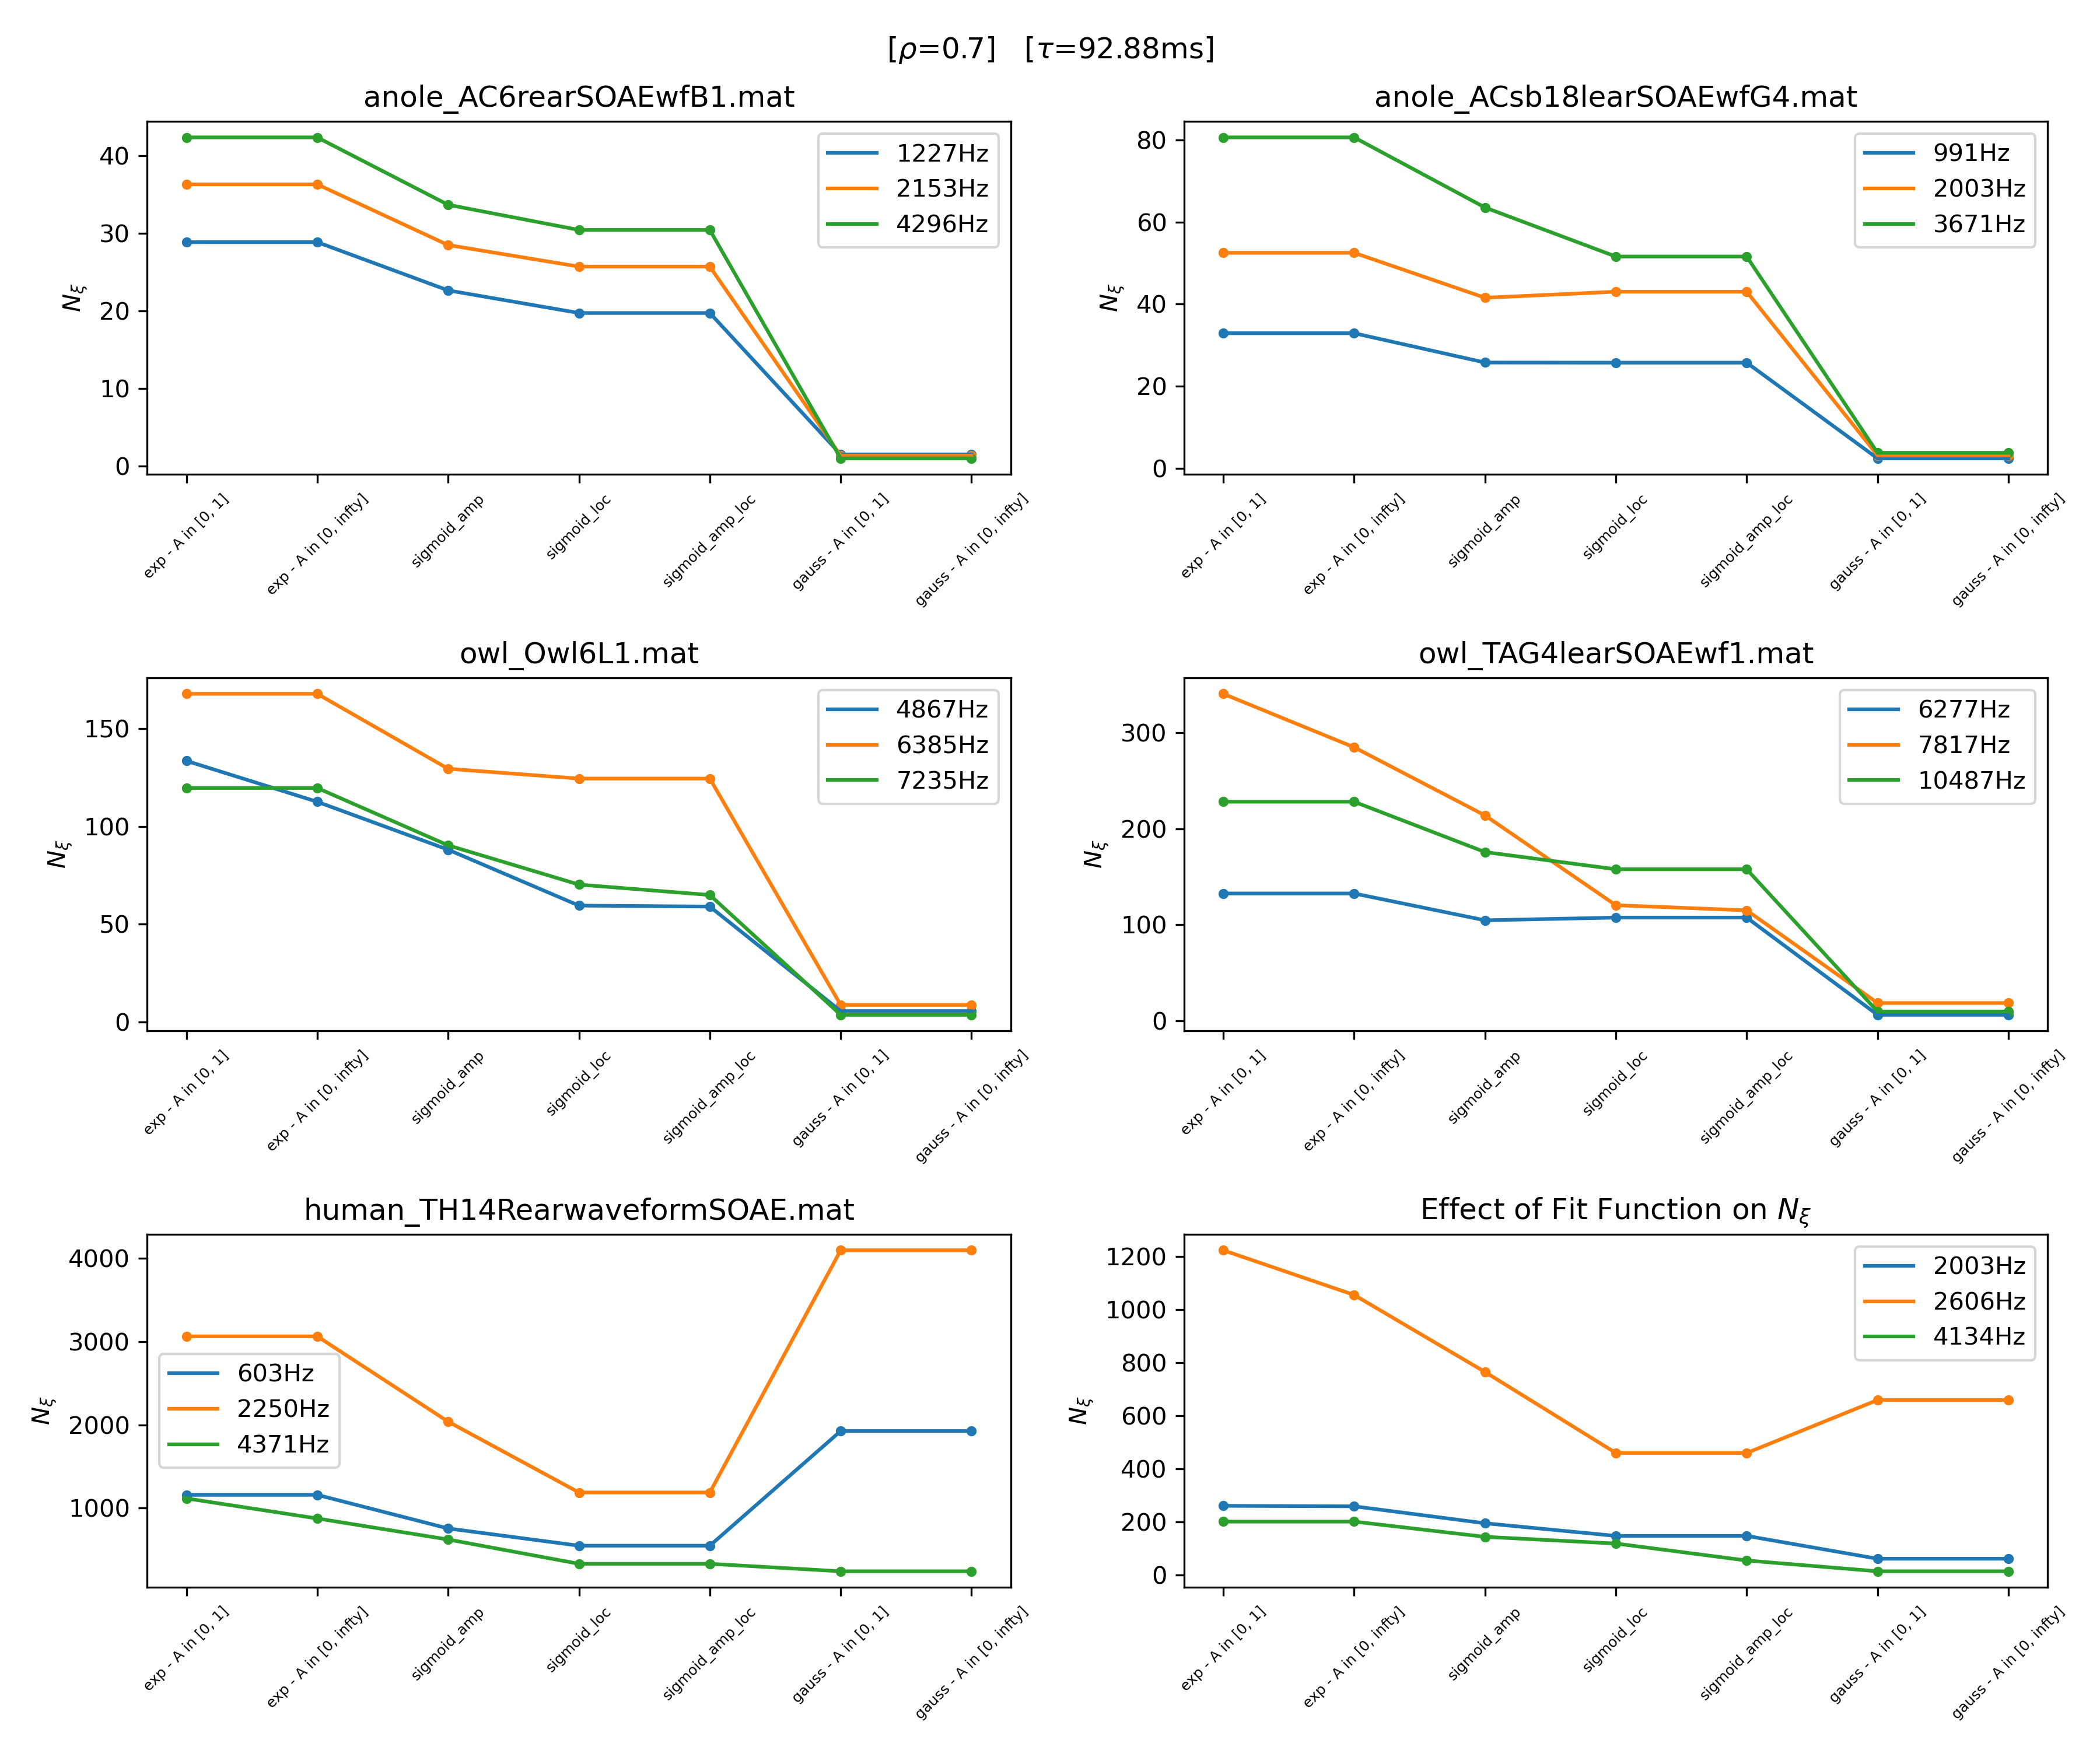 [ρ=0.7] [τ=92.88ms]
anole_AC6rearSOAEwfB1.mat
40
30
20
10
0
Nξ
1227Hz
2153Hz
4296Hz
exp - A in [0, 1]
exp - A in [0, infty]
sigmoid_amp
sigmoid_loc
sigmoid_amp_loc
gauss - A in [0, 1]
gauss - A in [0, infty]
anole_ACsb18learSOAEwfG4.mat
80
60
40
20
0
Nξ
991Hz
2003Hz
3671Hz
exp - A in [0, 1]
exp - A in [0, infty]
sigmoid_amp
sigmoid_loc
sigmoid_amp_loc
gauss - A in [0, 1]
gauss - A in [0, infty]
owl_Owl6L1.mat
150
100
50
0
Nξ
4867Hz
6385Hz
7235Hz
exp - A in [0, 1]
exp - A in [0, infty]
sigmoid_amp
sigmoid_loc
sigmoid_amp_loc
gauss - A in [0, 1]
gauss - A in [0, infty]
owl_TAG4learSOAEwf1.mat
300
200
100
0
Nξ
6277Hz
7817Hz
10487Hz
exp - A in [0, 1]
exp - A in [0, infty]
sigmoid_amp
sigmoid_loc
sigmoid_amp_loc
gauss - A in [0, 1]
gauss - A in [0, infty]
human_TH14RearwaveformSOAE.mat
4000
3000
2000
1000
Nξ
603Hz
2250Hz
4371Hz
exp - A in [0, 1]
exp - A in [0, infty]
sigmoid_amp
sigmoid_loc
sigmoid_amp_loc
gauss - A in [0, 1]
gauss - A in [0, infty]
Effect of Fit Function on Nξ
1200
1000
800
600
400
200
0
Nξ
2003Hz
2606Hz
4134Hz
exp - A in [0, 1]
exp - A in [0, infty]
sigmoid_amp
sigmoid_loc
sigmoid_amp_loc
gauss - A in [0, 1]
gauss - A in [0, infty]